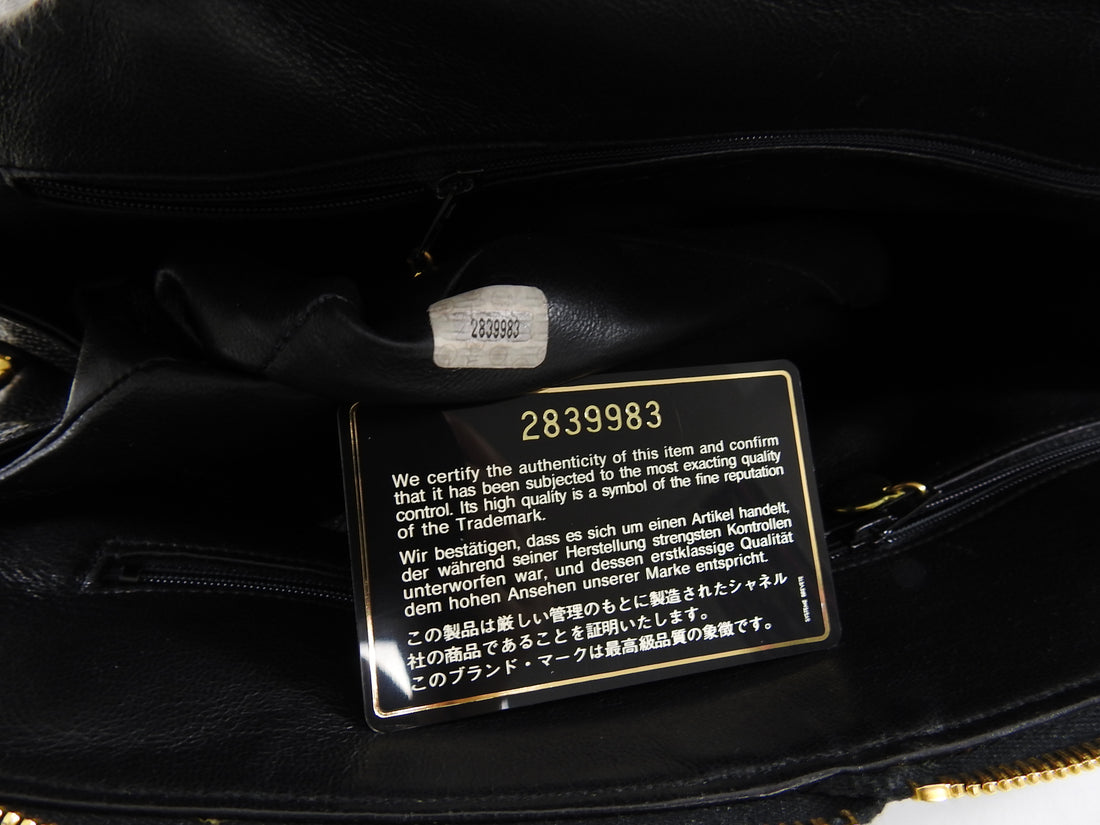 2839983
2839983
We certify the authenticity of this item and confirm
that it has been subjected to the most exacting quality
control. Its high quality is a symbol of the fine reputation
of the Trademark.
Wir bestätigen, dass es sich um einen Artikel handelt,
der während seiner Herstellung strengsten Kontrollen
unterworfen war, und dessen erstklassige Qualität
dem hohen Ansehen unserer Marke entspricht.
この製品は厳しい管理のもとに製造されたシャネル
社の商品であることを証明いたします。
このブランド・マークは最高級品質の象徴です。